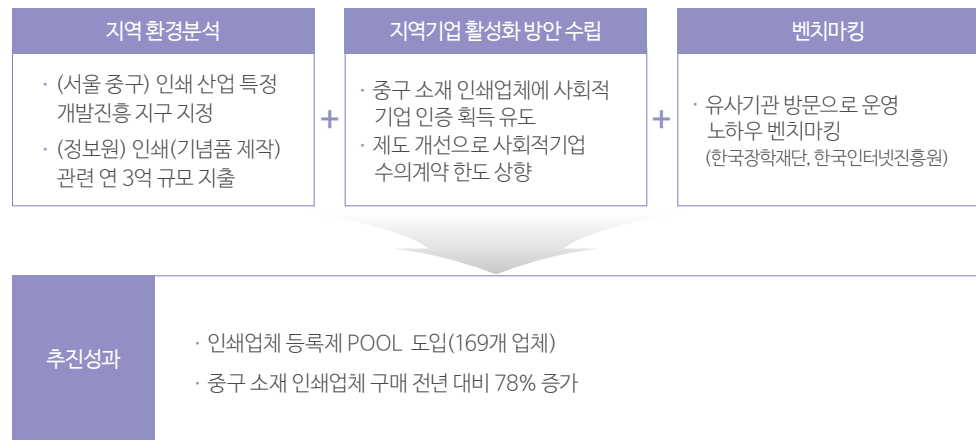 지역 환경분석
· (서울 중구) 인쇄 산업 특정
개발진흥 지구 지정
· (정보원) 인쇄(기념품 제작)
관련 연 3억 규모 지출
+
지역기업 활성화 방안 수립
· 중구 소재 인쇄업체에 사회적
기업 인증 획득 유도
· 제도 개선으로 사회적기업
수의계약 한도 상향
+
벤치마킹
· 유사기관 방문으로 운영
노하우 벤치마킹
(한국장학재단, 한국인터넷진흥원)
추진성과
· 인쇄업체 등록제 POOL 도입(169개 업체)
· 중구 소재 인쇄업체 구매 전년 대비 78% 증가